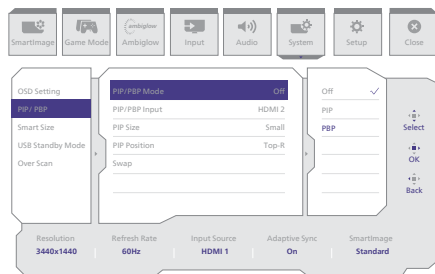 ambiglow
SmartImage
Game Mode
Ambiglow
Input
Audio
System
Setup
Close
OSD Setting
PIP/ PBP
Smart Size
USB Standby Mode
Over Scan
PIP/PBP Mode Off
PIP/PBP Input HDMI 2
PIP Size Small
PIP Position Top-R
Swap
Off
PIP
PBP
Select
OK
Back
Resolution
3440x1440
Refresh Rate
60Hz
Input Source
HDMI 1
Adaptive Sync
On
SmartImage
Standard